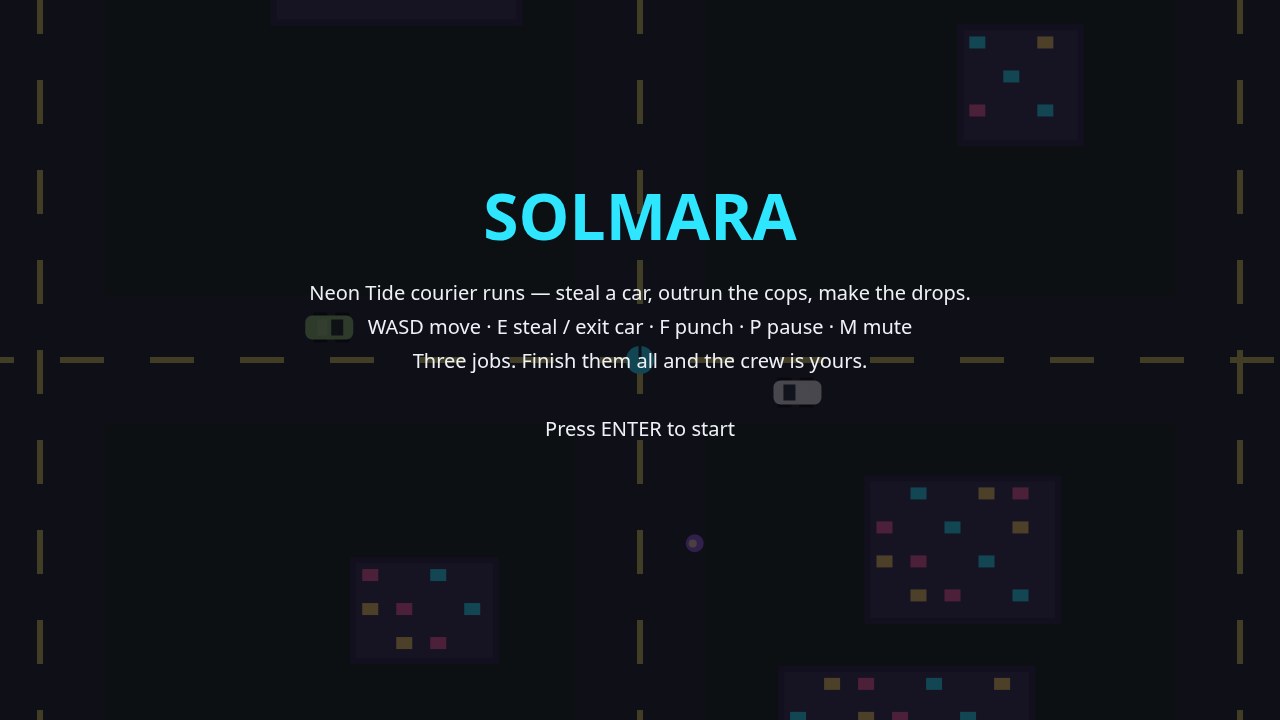 SOLMARA
Neon Tide courier runs — steal a car, outrun the cops, make the drops.
WASD move · E steal / exit car · F punch · P pause · M mute
Three jobs. Finish them all and the crew is yours.
Press ENTER to start